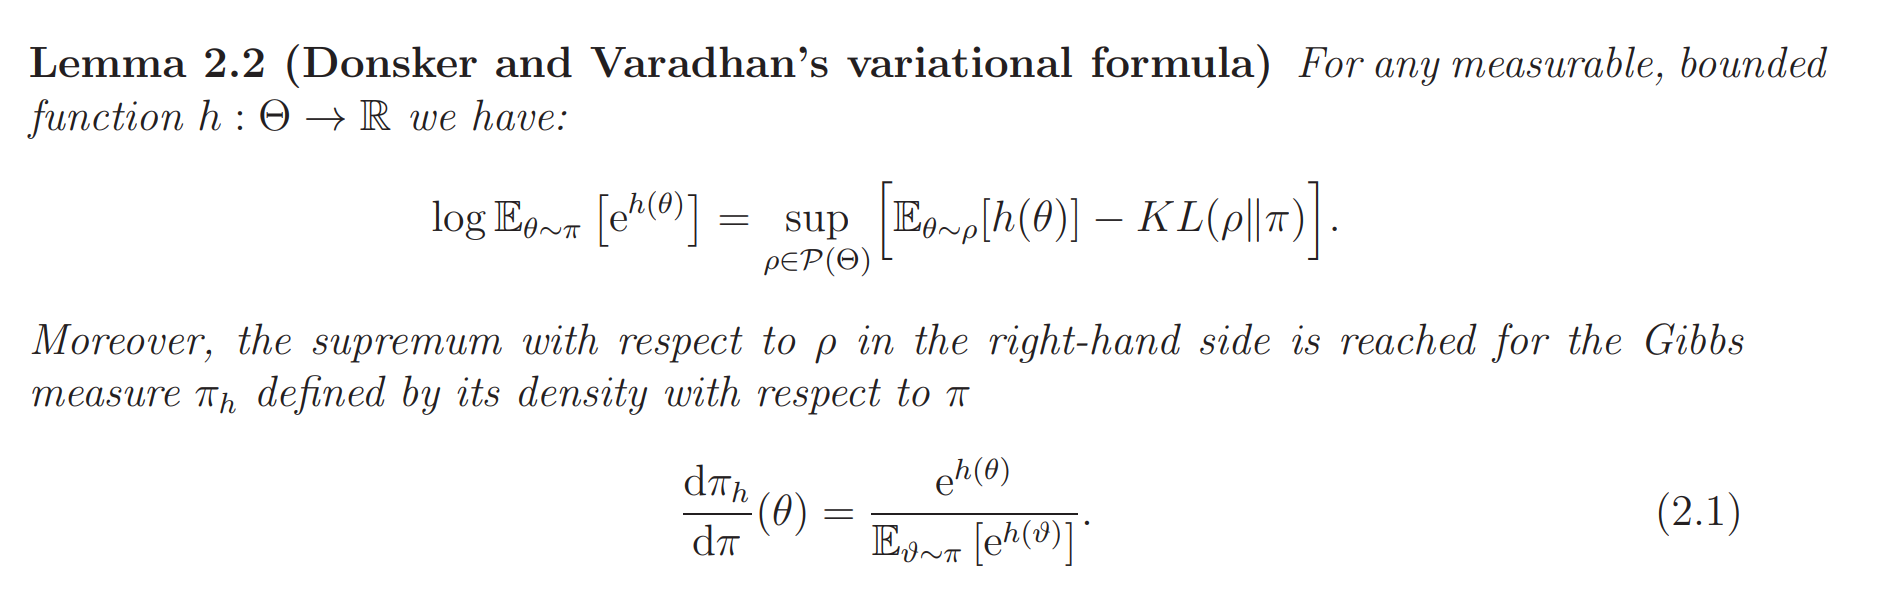 Lemma 2.2 (Donsker and Varadhan's variational formula) For any measurable, bounded
function h : Θ → ℝ we have:
log 𝔼_{θ∼π} [e^{h(θ)}] = sup_{ρ∈𝒫(Θ)} [𝔼_{θ∼ρ}[h(θ)] − KL(ρ‖π)].
Moreover, the supremum with respect to ρ in the right-hand side is reached for the Gibbs
measure π_h defined by its density with respect to π
\frac{dπ_h}{dπ}(θ) = \frac{e^{h(θ)}}{𝔼_{ϑ∼π} [e^{h(ϑ)}]}. (2.1)